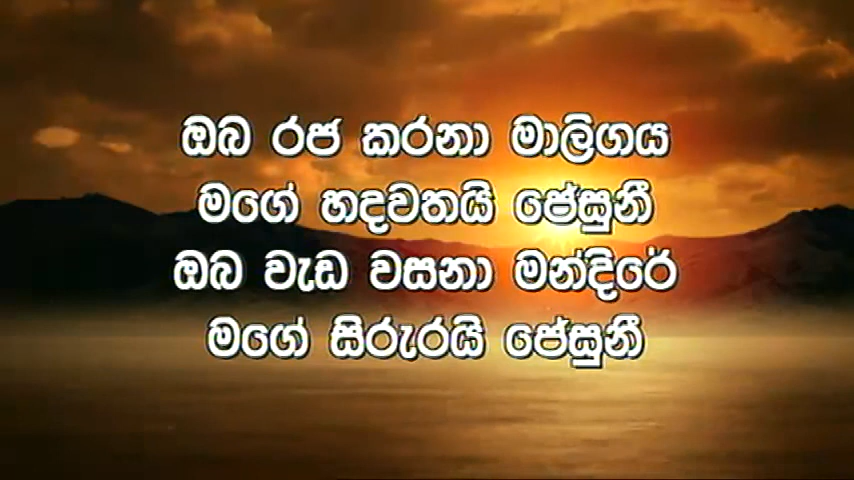 ඔබ රජ කරනා මාලිගය
මගේ හදවතයි ජේසුනී
ඔබ වැඩ වසනා මන්දිරේ
මගේ සිරුරයි ජේසුනී